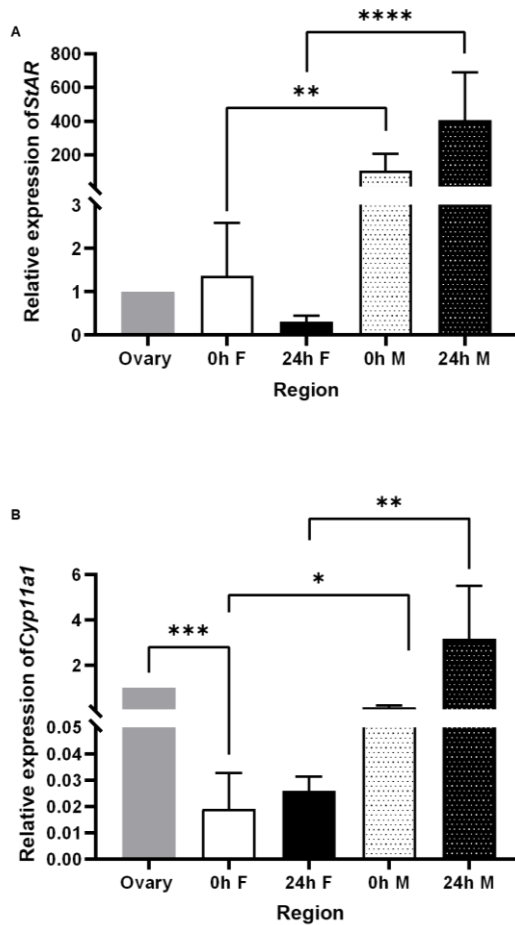 A
****
800
600
**
400
200
3
2
1
0
Relative expression ofStAR
Ovary 0h F 24h F 0h M 24h M
Region
B
**
6
*
4
***
2
0.05
0.04
0.03
0.02
0.01
0.00
Relative expression ofCyp11a1
Ovary 0h F 24h F 0h M 24h M
Region